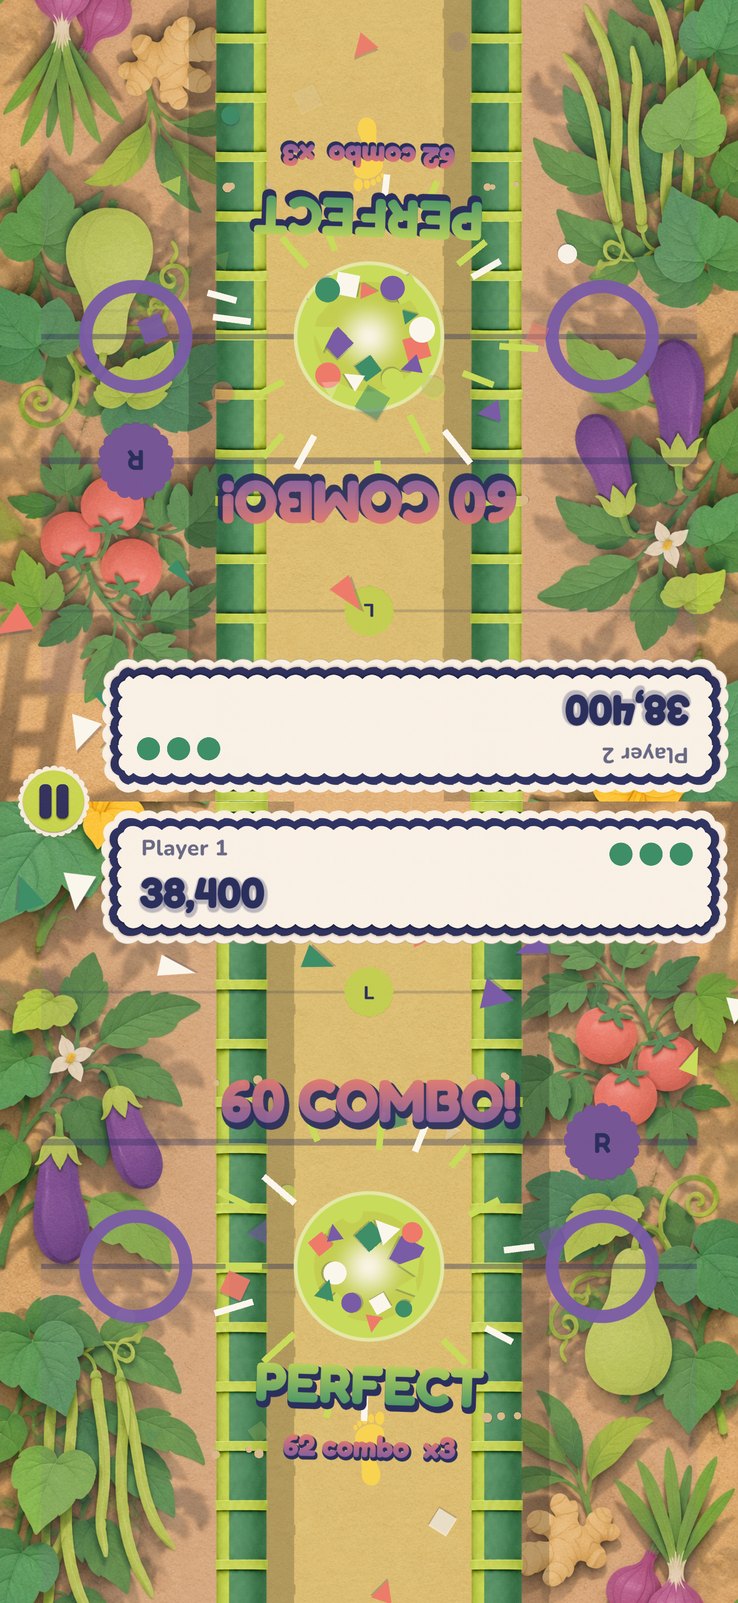 62 combo x3
PERFECT
R
60 COMBO!
L
38,400
Player 2
Player 1
38,400
L
60 COMBO!
R
PERFECT
62 combo x3